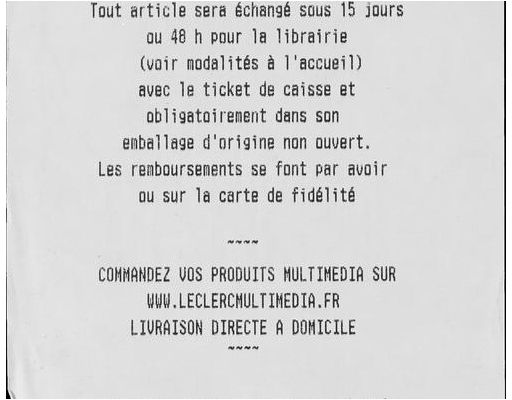 Tout article sera échangé sous 15 jours
ou 48 h pour la librairie
(voir modalités à l'accueil)
avec le ticket de caisse et
obligatoirement dans son
emballage d'origine non ouvert.
Les remboursements se font par avoir
ou sur la carte de fidélité
~~~~
COMMANDEZ VOS PRODUITS MULTIMEDIA SUR
WWW.LECLERCMULTIMEDIA.FR
LIVRAISON DIRECTE A DOMICILE
~~~~